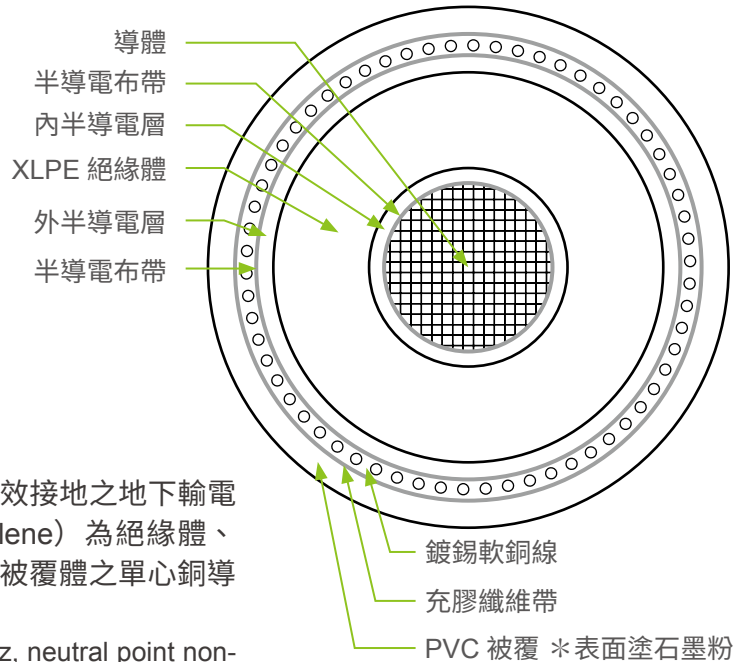 導體
半導電布帶
內半導電層
XLPE 絕緣體
外半導電層
半導電布帶
效接地之地下輸電
lene）為絕緣體、
被覆體之單心銅導
z, neutral point non-
鍍錫軟銅線
充膠纖維帶
PVC 被覆 ＊表面塗石墨粉